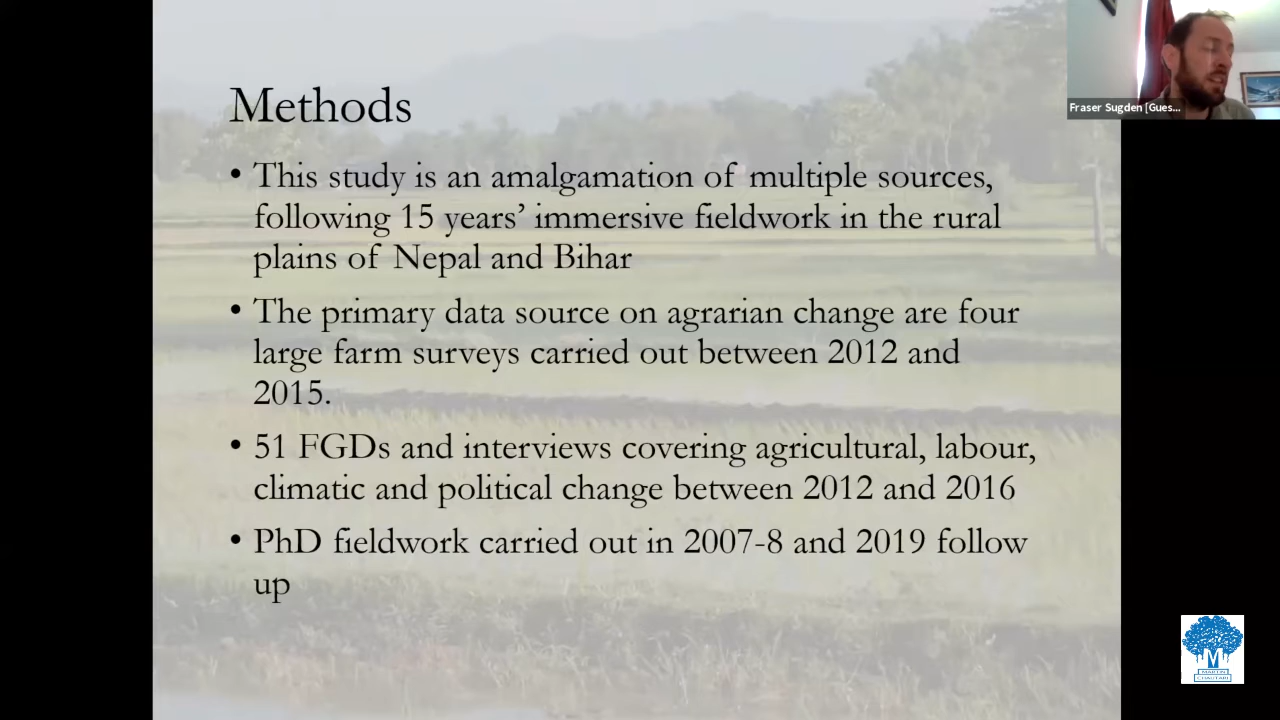 Methods
• This study is an amalgamation of multiple sources,
following 15 years’ immersive fieldwork in the rural
plains of Nepal and Bihar
• The primary data source on agrarian change are four
large farm surveys carried out between 2012 and
2015.
• 51 FGDs and interviews covering agricultural, labour,
climatic and political change between 2012 and 2016
• PhD fieldwork carried out in 2007-8 and 2019 follow
up
Fraser Sugden [Gues...
M
MARTIN
CHAUTARI